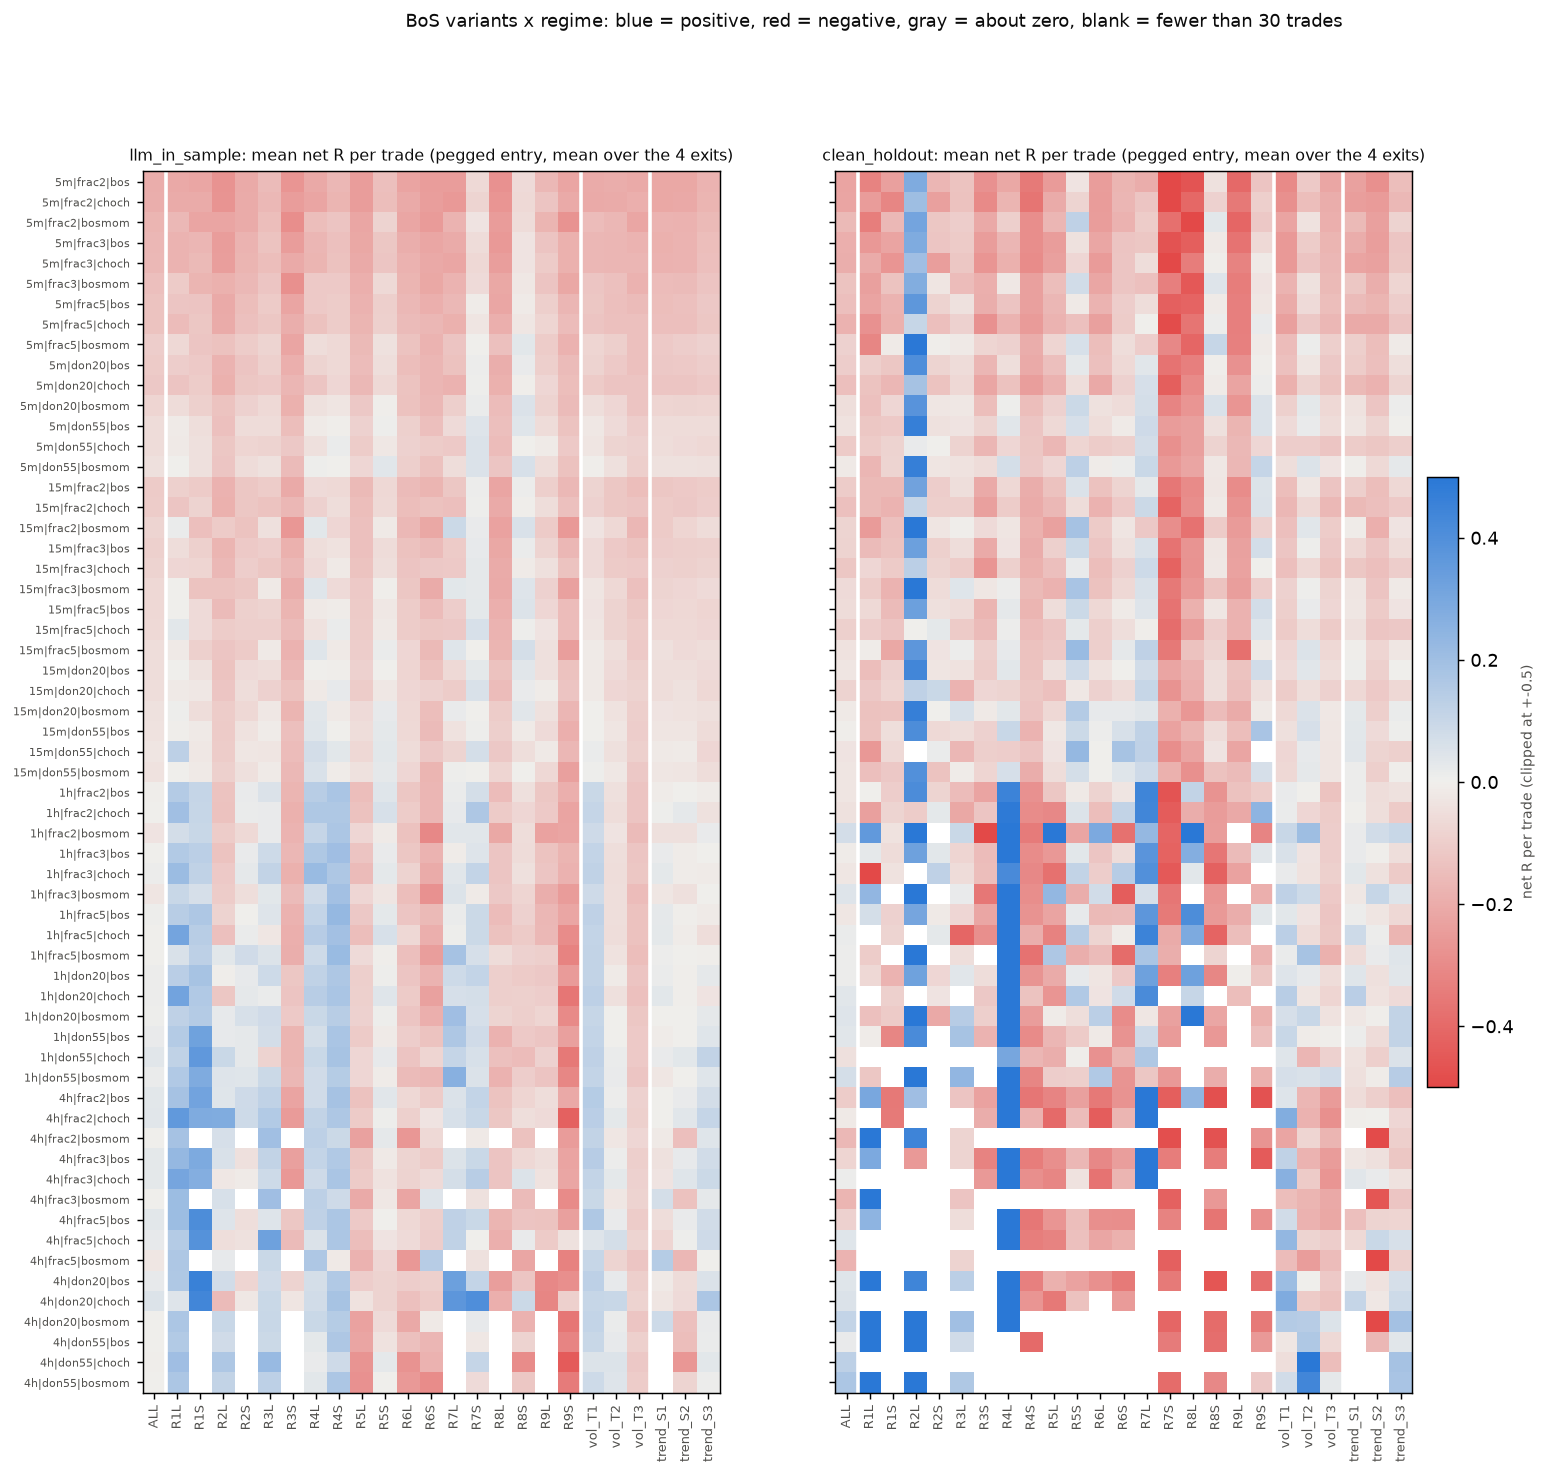 BoS variants x regime: blue = positive, red = negative, gray = about zero, blank = fewer than 30 trades
llm_in_sample: mean net R per trade (pegged entry, mean over the 4 exits)
clean_holdout: mean net R per trade (pegged entry, mean over the 4 exits)
5m|frac2|bos
5m|frac2|choch
5m|frac2|bosmom
5m|frac3|bos
5m|frac3|choch
5m|frac3|bosmom
5m|frac5|bos
5m|frac5|choch
5m|frac5|bosmom
5m|don20|bos
5m|don20|choch
5m|don20|bosmom
5m|don55|bos
5m|don55|choch
5m|don55|bosmom
15m|frac2|bos
15m|frac2|choch
15m|frac2|bosmom
15m|frac3|bos
15m|frac3|choch
15m|frac3|bosmom
15m|frac5|bos
15m|frac5|choch
15m|frac5|bosmom
15m|don20|bos
15m|don20|choch
15m|don20|bosmom
15m|don55|bos
15m|don55|choch
15m|don55|bosmom
1h|frac2|bos
1h|frac2|choch
1h|frac2|bosmom
1h|frac3|bos
1h|frac3|choch
1h|frac3|bosmom
1h|frac5|bos
1h|frac5|choch
1h|frac5|bosmom
1h|don20|bos
1h|don20|choch
1h|don20|bosmom
1h|don55|bos
1h|don55|choch
1h|don55|bosmom
4h|frac2|bos
4h|frac2|choch
4h|frac2|bosmom
4h|frac3|bos
4h|frac3|choch
4h|frac3|bosmom
4h|frac5|bos
4h|frac5|choch
4h|frac5|bosmom
4h|don20|bos
4h|don20|choch
4h|don20|bosmom
4h|don55|bos
4h|don55|choch
4h|don55|bosmom
ALL
R1L
R1S
R2L
R2S
R3L
R3S
R4L
R4S
R5L
R5S
R6L
R6S
R7L
R7S
R8L
R8S
R9L
R9S
vol_T1
vol_T2
vol_T3
trend_S1
trend_S2
trend_S3
ALL
R1L
R1S
R2L
R2S
R3L
R3S
R4L
R4S
R5L
R5S
R6L
R6S
R7L
R7S
R8L
R8S
R9L
R9S
vol_T1
vol_T2
vol_T3
trend_S1
trend_S2
trend_S3
0.4
0.2
0.0
−0.2
−0.4
net R per trade (clipped at +-0.5)